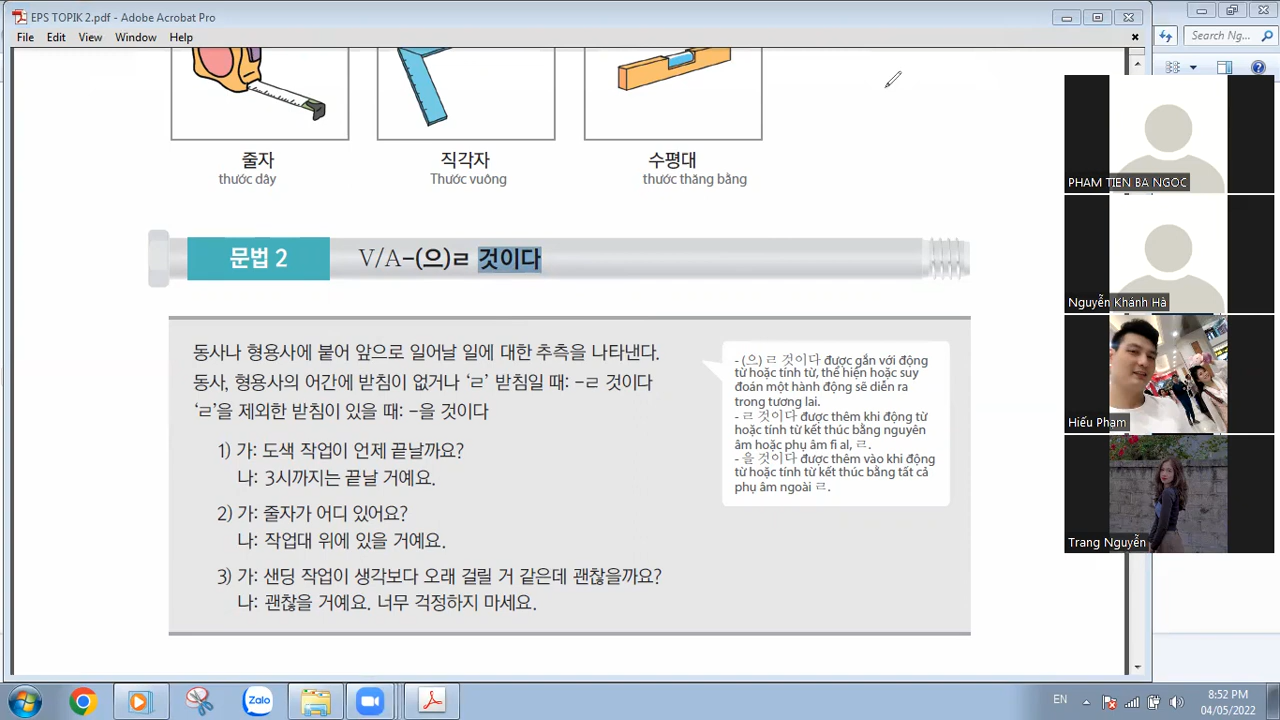 EPS TOPIK 2.pdf - Adobe Acrobat Pro
File Edit View Window Help
Search Ng...
줄자
thước dây
직각자
Thước vuông
수평대
thước thăng bằng
문법 2
V/A-(으)ㄹ 것이다
동사나 형용사에 붙어 앞으로 일어날 일에 대한 추측을 나타낸다.
동사, 형용사의 어간에 받침이 없거나 ‘ㄹ’ 받침일 때: -ㄹ 것이다
‘ㄹ’을 제외한 받침이 있을 때: -을 것이다
1) 가: 도색 작업이 언제 끝날까요?
나: 3시까지는 끝날 거예요.
2) 가: 줄자가 어디 있어요?
나: 작업대 위에 있을 거예요.
3) 가: 샌딩 작업이 생각보다 오래 걸릴 거 같은데 괜찮을까요?
나: 괜찮을 거예요. 너무 걱정하지 마세요.
- (으) ㄹ 것이다 được gắn với động
từ hoặc tính từ, thể hiện hoặc suy
đoán một hành động sẽ diễn ra
trong tương lai.
- ㄹ 것이다 được thêm khi động từ
hoặc tính từ kết thúc bằng nguyên
âm hoặc phụ âm fi al, ㄹ.
- 을 것이다 được thêm vào khi động
từ hoặc tính từ kết thúc bằng tất cả
phụ âm ngoài ㄹ.
PHAM TIEN BA NGOC
Nguyễn Khánh Hà
Hiếu Phạm
Trang Nguyễn
Zalo
EN
8:52 PM
04/05/2022